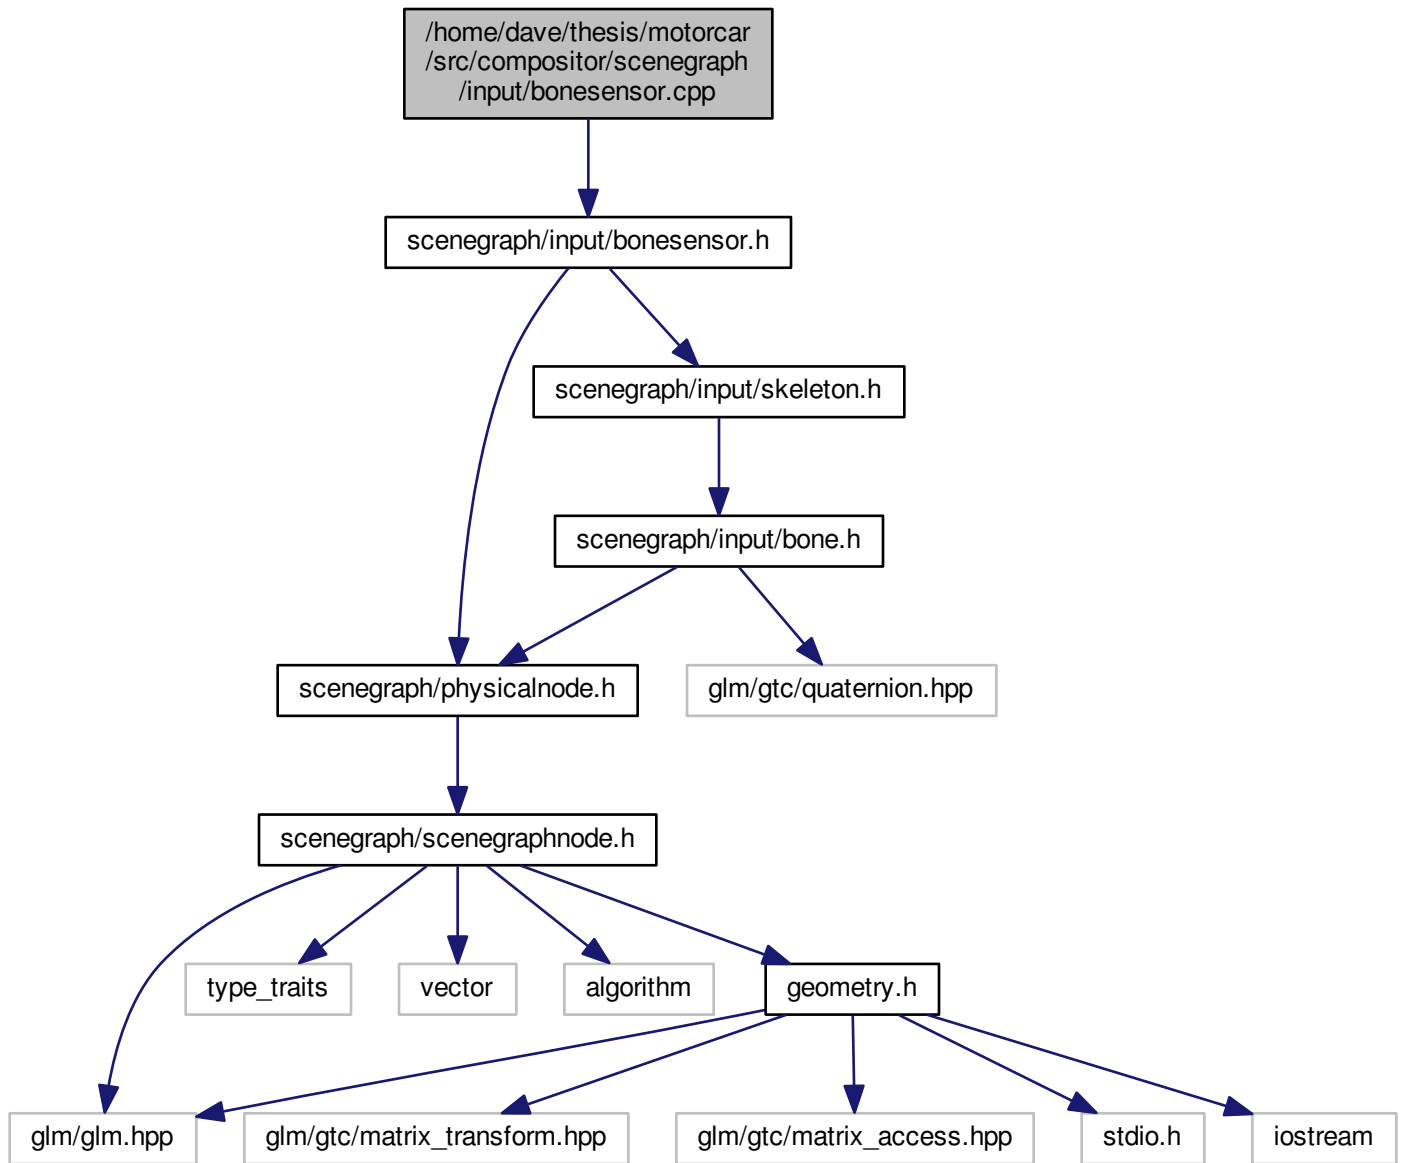 /home/dave/thesis/motorcar
/src/compositor/scenegraph
/input/bonesensor.cpp
scenegraph/input/bonesensor.h
scenegraph/input/skeleton.h
scenegraph/input/bone.h
scenegraph/physicalnode.h
glm/gtc/quaternion.hpp
scenegraph/scenegraphnode.h
type_traits
vector
algorithm
geometry.h
glm/glm.hpp
glm/gtc/matrix_transform.hpp
glm/gtc/matrix_access.hpp
stdio.h
iostream